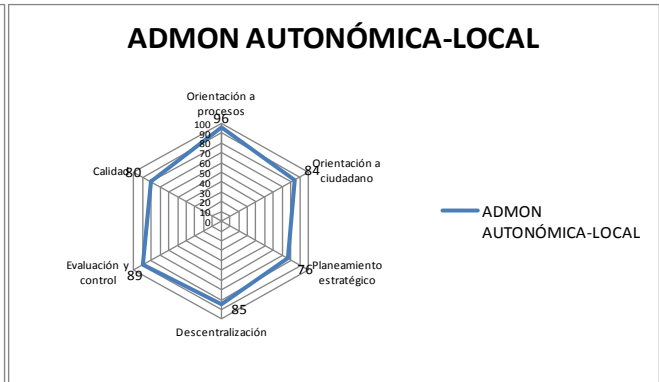 ADMON AUTONÓMICA-LOCAL
Orientación a
procesos
96
100
90
80
70
60
50
40
30
20
10
0
Orientación a
ciudadano
84
Planeamiento
estratégico
76
Descentralización
85
Evaluación y
control
89
Calidad
80
ADMON
AUTONÓMICA-LOCAL